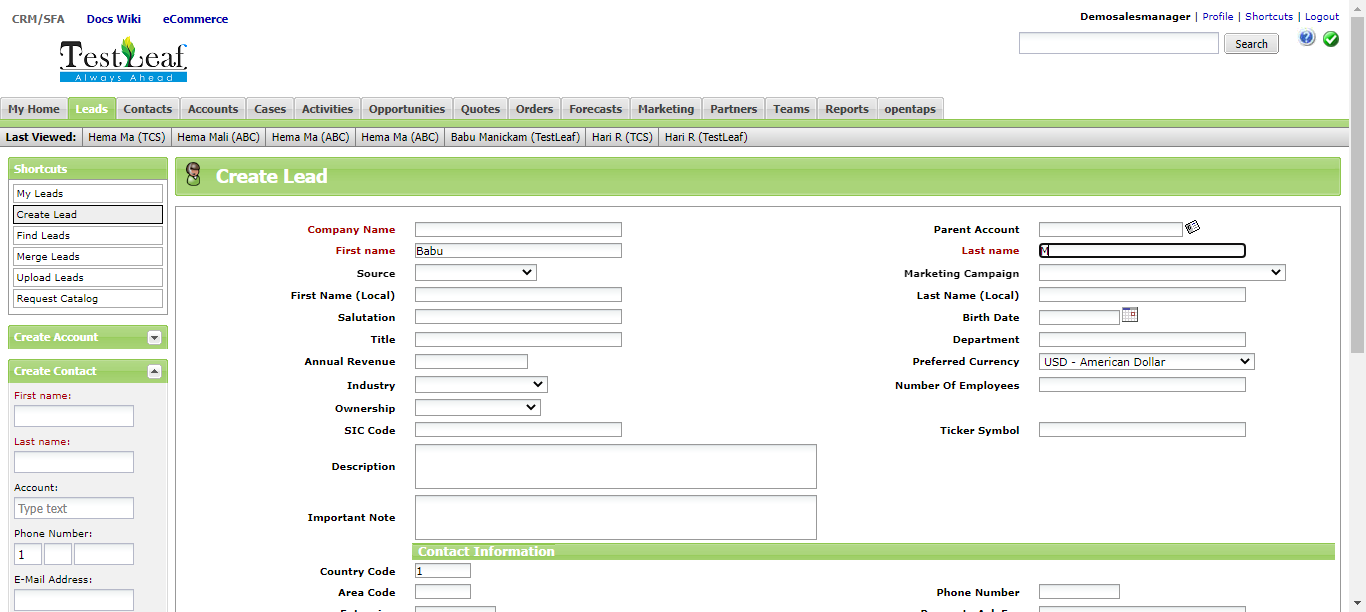 CRM/SFA Docs Wiki eCommerce
Demosalesmanager | Profile | Shortcuts | Logout
TestLeaf
Always Ahead
Search
My Home Leads Contacts Accounts Cases Activities Opportunities Quotes Orders Forecasts Marketing Partners Teams Reports opentaps
Last Viewed: Hema Ma (TCS) Hema Mali (ABC) Hema Ma (ABC) Hema Ma (ABC) Babu Manickam (TestLeaf) Hari R (TCS) Hari R (TestLeaf)
Shortcuts
My Leads
Create Lead
Find Leads
Merge Leads
Upload Leads
Request Catalog
Create Account
Create Contact
First name:
Last name:
Account:
Type text
Phone Number:
1
E-Mail Address:
Create Lead
Company Name Parent Account
First name Babu Last name M
Source Marketing Campaign
First Name (Local) Last Name (Local)
Salutation Birth Date
Title Department
Annual Revenue Preferred Currency USD - American Dollar
Industry Number Of Employees
Ownership
SIC Code Ticker Symbol
Description
Important Note
Contact Information
Country Code 1
Area Code Phone Number